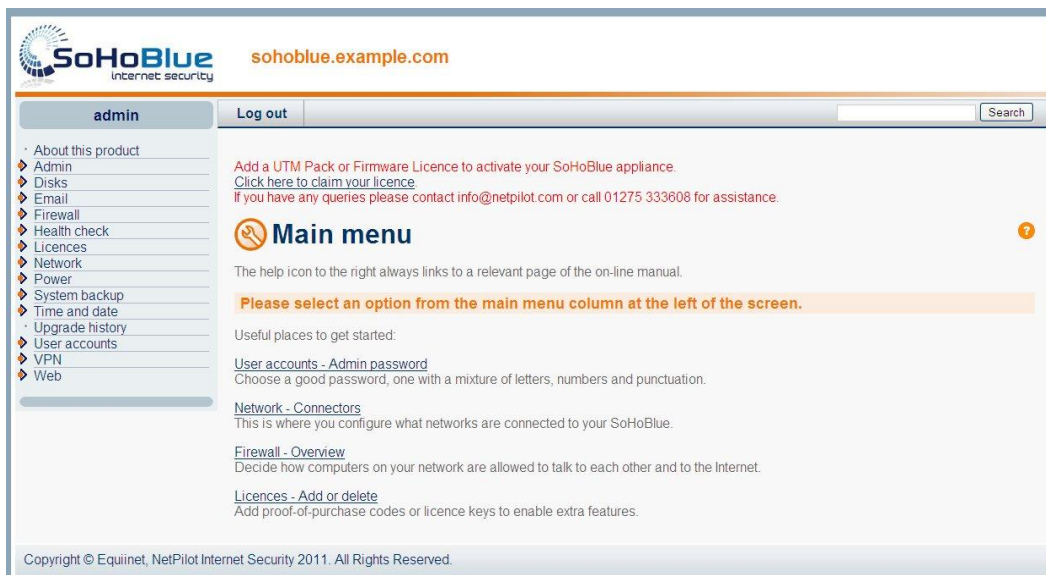 SoHoBlue
internet security
sohoblue.example.com
admin
Log out
Search
About this product
Admin
Disks
Email
Firewall
Health check
Licences
Network
Power
System backup
Time and date
Upgrade history
User accounts
VPN
Web
Add a UTM Pack or Firmware Licence to activate your SoHoBlue appliance.
Click here to claim your licence.
If you have any queries please contact info@netpilot.com or call 01275 333608 for assistance.
Main menu
?
The help icon to the right always links to a relevant page of the on-line manual.
Please select an option from the main menu column at the left of the screen.
Useful places to get started:
User accounts - Admin password
Choose a good password, one with a mixture of letters, numbers and punctuation.
Network - Connectors
This is where you configure what networks are connected to your SoHoBlue.
Firewall - Overview
Decide how computers on your network are allowed to talk to each other and to the Internet.
Licences - Add or delete
Add proof-of-purchase codes or licence keys to enable extra features.
Copyright © Equiinet, NetPilot Internet Security 2011. All Rights Reserved.